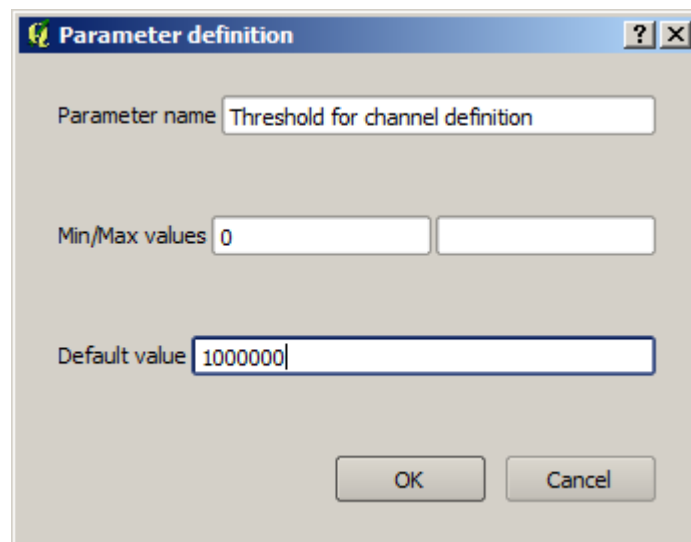 Parameter definition ? X
Parameter name Threshold for channel definition
Min/Max values 0
Default value 1000000
OK Cancel